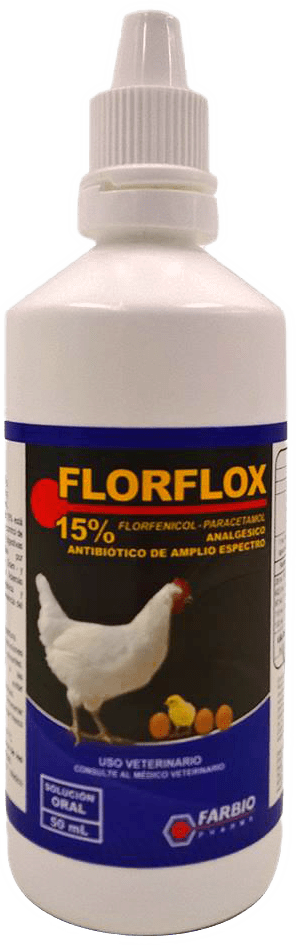 FLORFLOX
15% FLORFENICOL - PARACETAMOL
ANALGÉSICO
ANTIBIÓTICO DE AMPLIO ESPECTRO
USO VETERINARIO
CONSULTE AL MÉDICO VETERINARIO
SOLUCIÓN
ORAL
50 mL
FARBIO
PHARMA